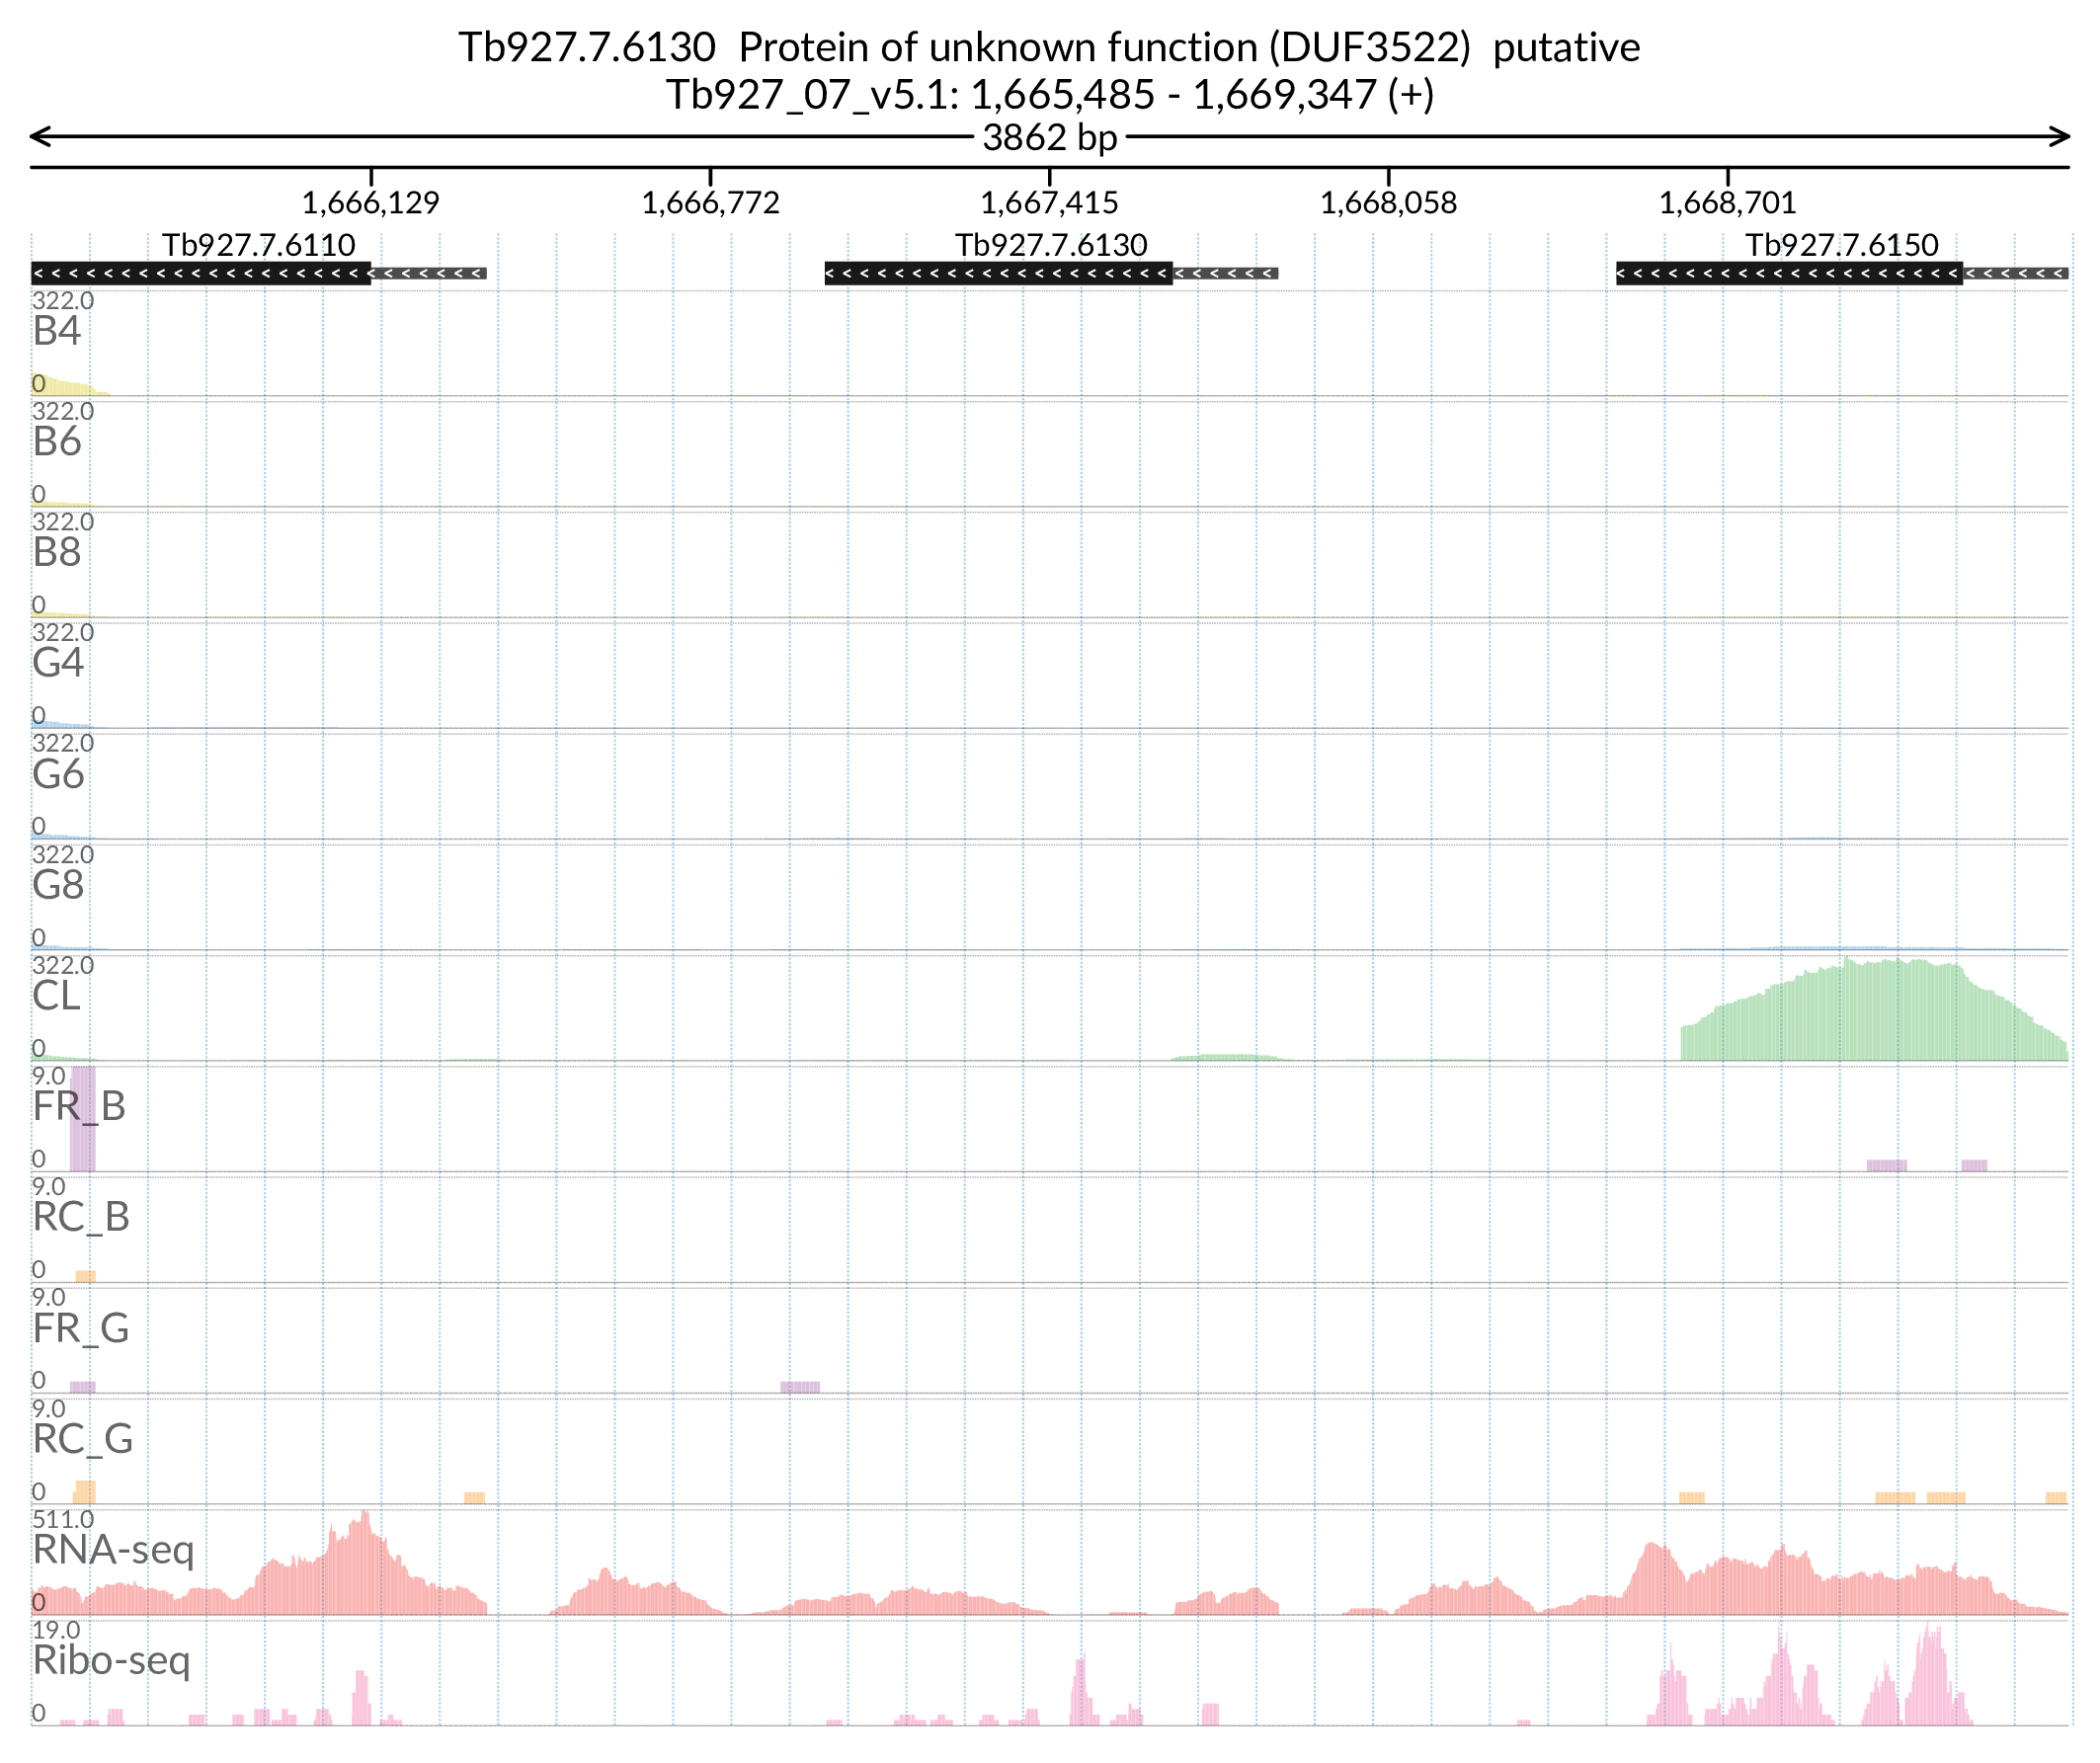 Tb927.7.6130 Protein of unknown function (DUF3522) putative
Tb927_07_v5.1: 1,665,485 - 1,669,347 (+)
3862 bp
1,666,129 1,666,772 1,667,415 1,668,058 1,668,701
Tb927.7.6110 Tb927.7.6130 Tb927.7.6150
322.0
B4
0
322.0
B6
0
322.0
B8
0
322.0
G4
0
322.0
G6
0
322.0
G8
0
322.0
CL
0
9.0
FR_B
0
9.0
RC_B
0
9.0
FR_G
0
9.0
RC_G
0
511.0
RNA-seq
0
19.0
Ribo-seq
0